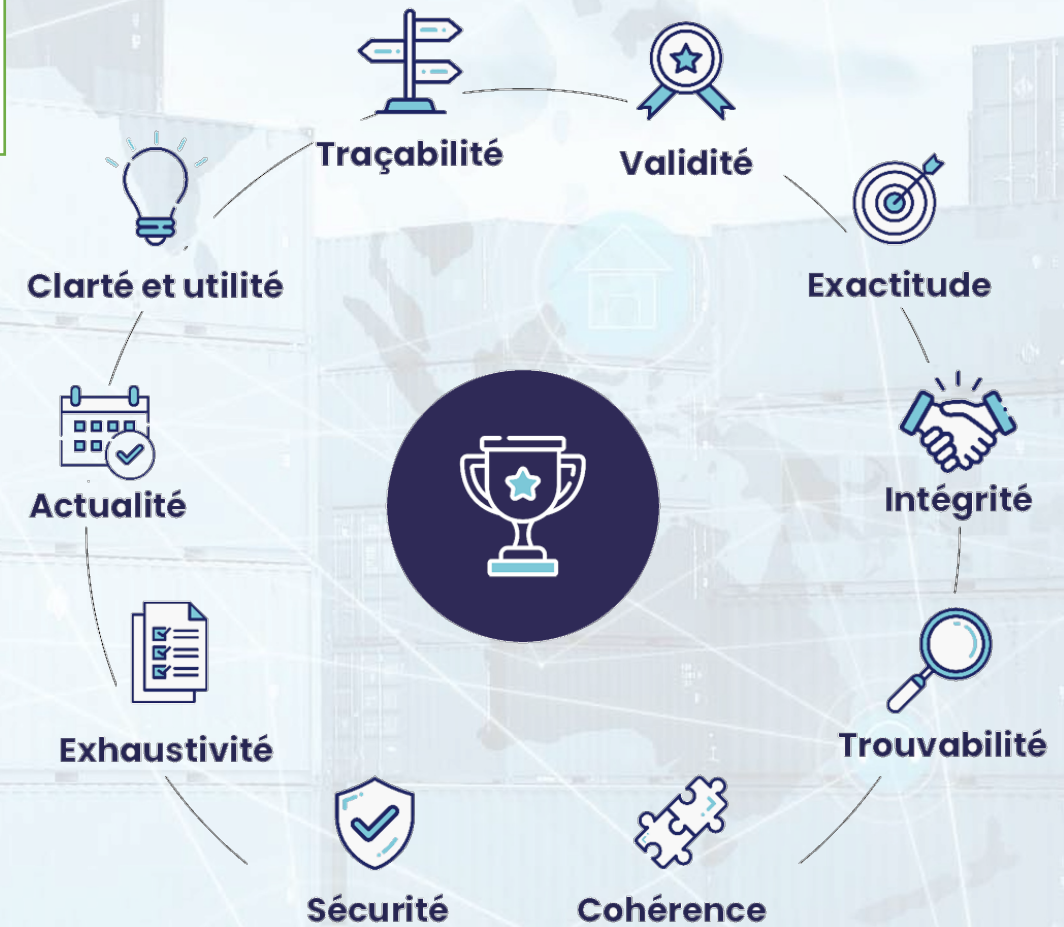 Traçabilité
Validité
Clarté et utilité
Exactitude
Actualité
Intégrité
Exhaustivité
Trouvabilité
Sécurité
Cohérence